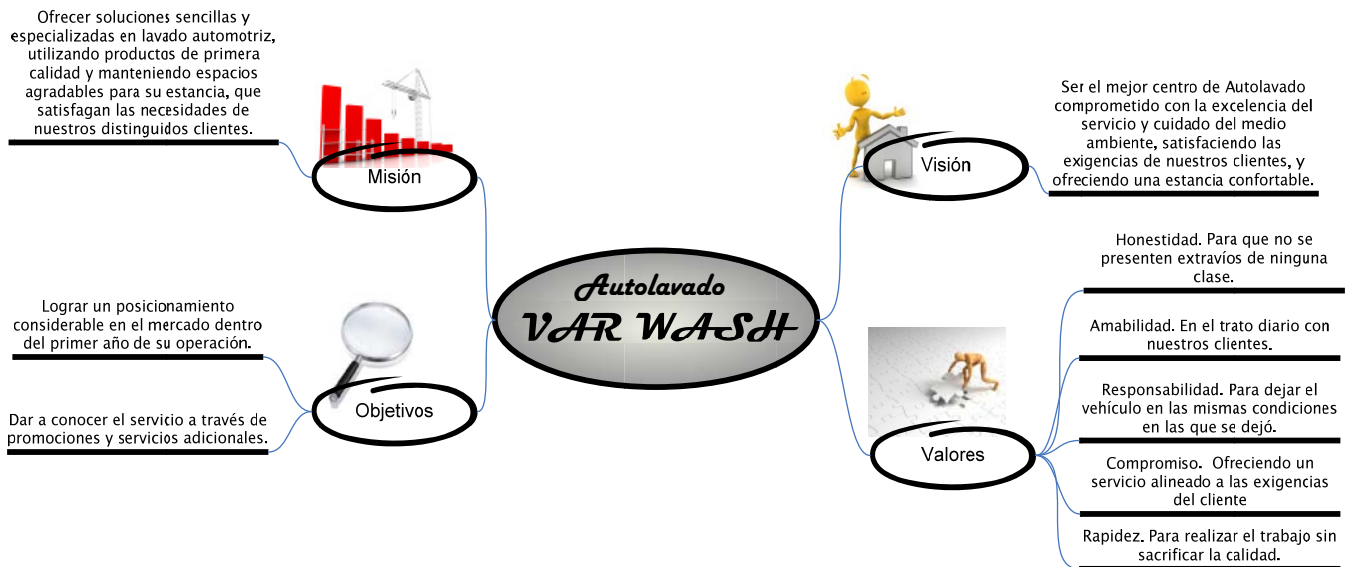 Ofrecer soluciones sencillas y
especializadas en lavado automotriz,
utilizando productos de primera
calidad y manteniendo espacios
agradables para su estancia, que
satisfagan las necesidades de
nuestros distinguidos clientes.
Misión
Lograr un posicionamiento
considerable en el mercado dentro
del primer año de su operación.
Dar a conocer el servicio a través de
promociones y servicios adicionales.
Objetivos
Autolavado
VAR WASH
Visión
Ser el mejor centro de Autolavado
comprometido con la excelencia del
servicio y cuidado del medio
ambiente, satisfaciendo las
exigencias de nuestros clientes, y
ofreciendo una estancia confortable.
Valores
Honestidad. Para que no se
presenten extravíos de ninguna
clase.
Amabilidad. En el trato diario con
nuestros clientes.
Responsabilidad. Para dejar el
vehículo en las mismas condiciones
en las que se dejó.
Compromiso.  Ofreciendo un
servicio alineado a las exigencias
del cliente
Rapidez. Para realizar el trabajo sin
sacrificar la calidad.